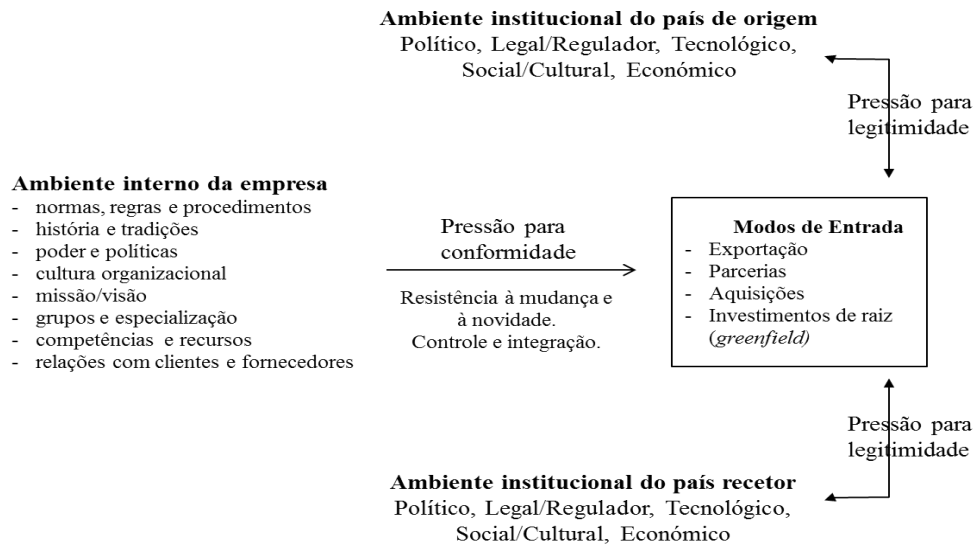 Ambiente institucional do país de origem
Político, Legal/Regulador, Tecnológico,
Social/Cultural, Económico
Pressão para
legitimidade
Ambiente interno da empresa
- normas, regras e procedimentos
- história e tradições
- poder e políticas
- cultura organizacional
- missão/visão
- grupos e especialização
- competências e recursos
- relações com clientes e fornecedores
Pressão para
conformidade
Resistência à mudança e
à novidade.
Controle e integração.
Modos de Entrada
- Exportação
- Parcerias
- Aquisições
- Investimentos de raiz
(greenfield)
Pressão para
legitimidade
Ambiente institucional do país recetor
Político, Legal/Regulador, Tecnológico,
Social/Cultural, Económico